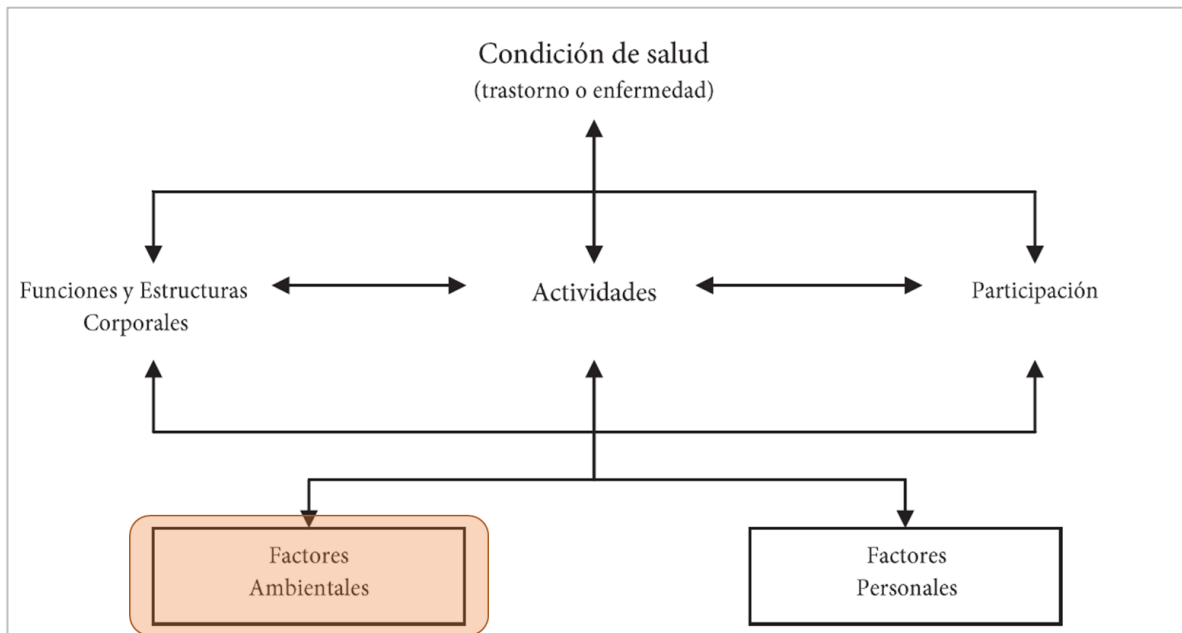 Condición de salud
(trastorno o enfermedad)
Funciones y Estructuras
Corporales
Actividades
Participación
Factores
Ambientales
Factores
Personales